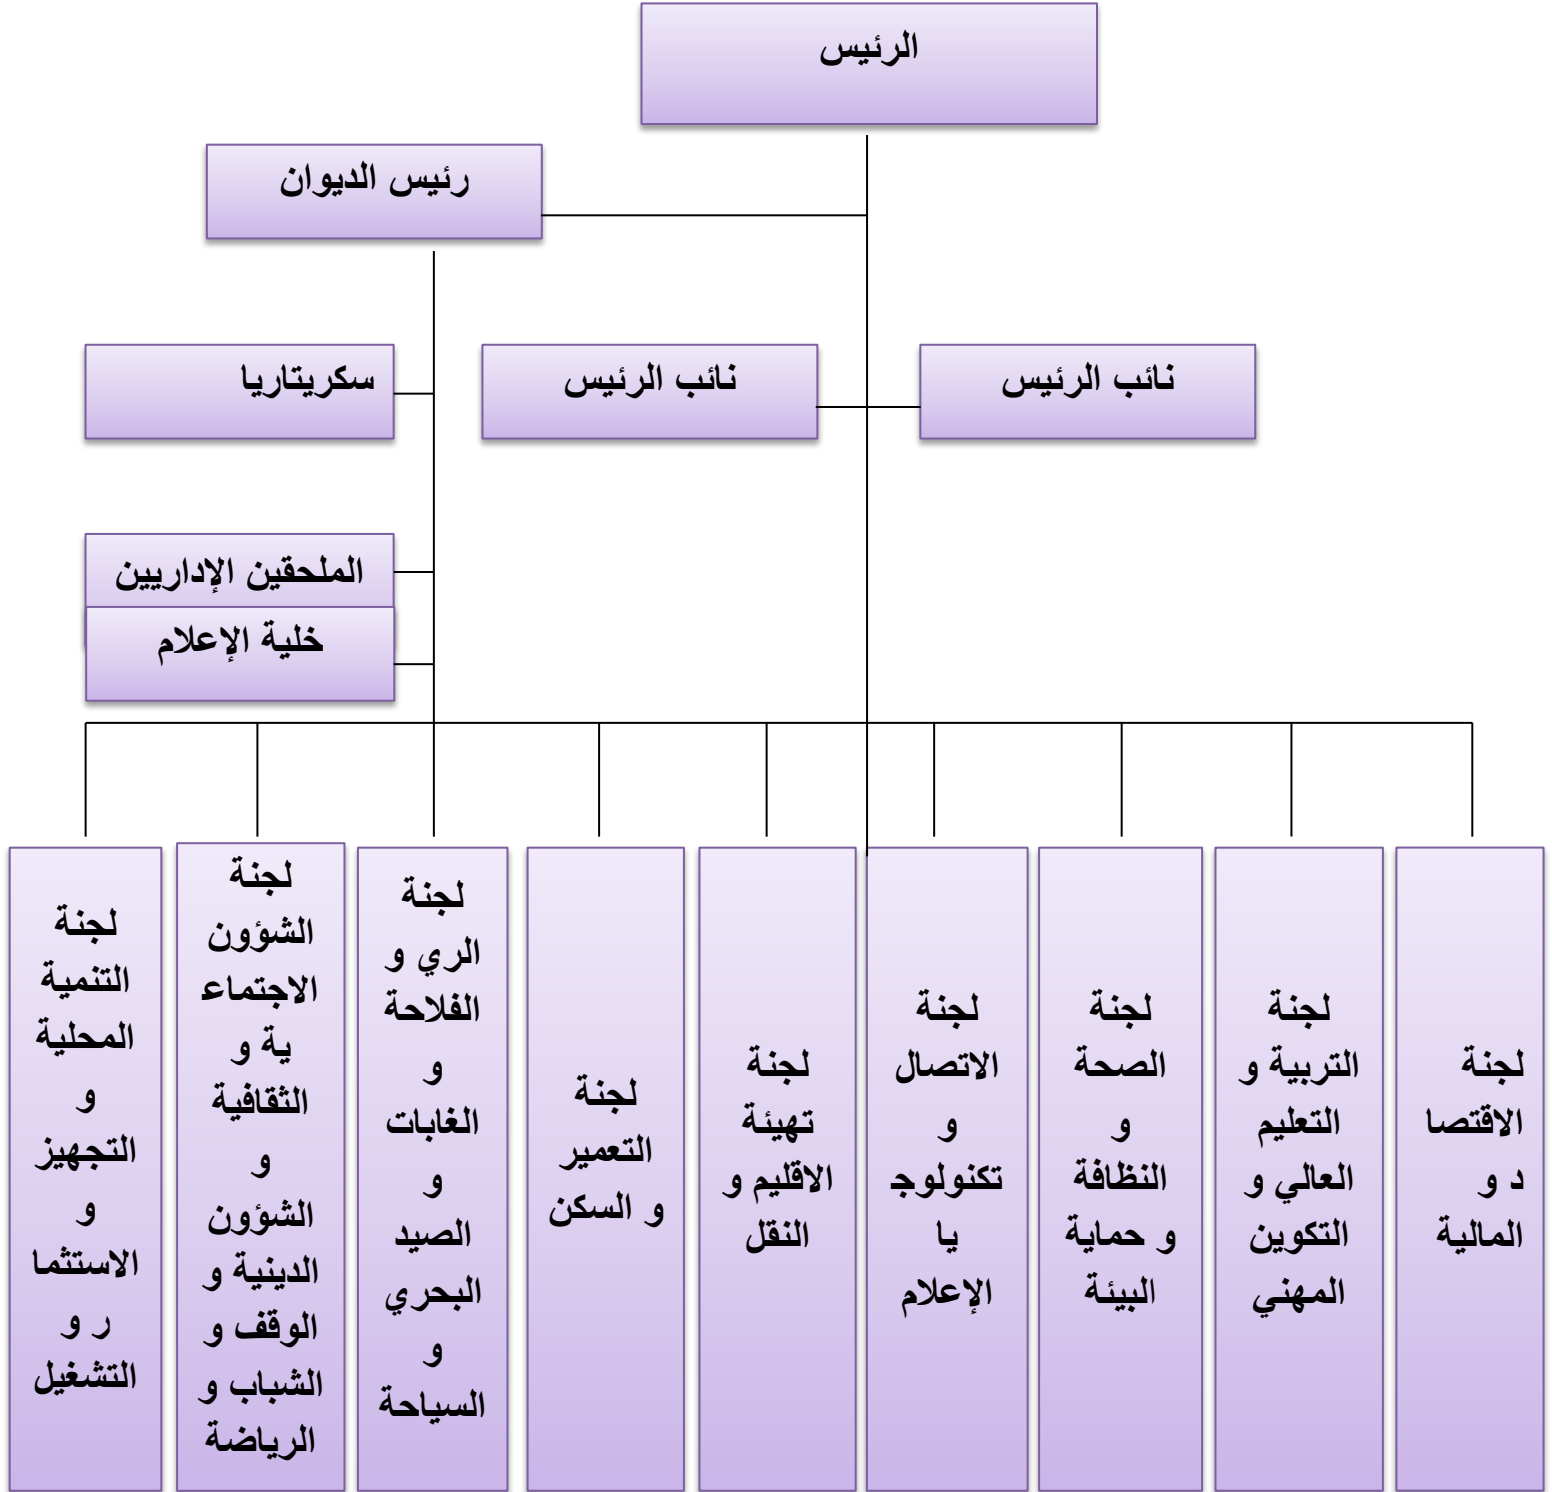 الرئيس
رئيس الديوان
نائب الرئيس
نائب الرئيس
سكريتاريا
الملحقين الإداريين
خلية الإعلام
لجنة
الاقتصا
د و
المالية
لجنة
التربية و
التعليم
العالي و
التكوين
المهني
لجنة
الصحة
و
النظافة
و حماية
البيئة
لجنة
الاتصال
و
تكنولوج
يا
الإعلام
لجنة
تهيئة
الاقليم و
النقل
لجنة
التعمير
و السكن
لجنة
الري و
الفلاحة
و
الغابات
و
الصيد
البحري
و
السياحة
لجنة
الشؤون
الاجتماع
ية و
الثقافية
و
الشؤون
الدينية و
الوقف و
الشباب و
الرياضة
لجنة
التنمية
المحلية
و
التجهيز
و
الاستثما
ر و
التشغيل